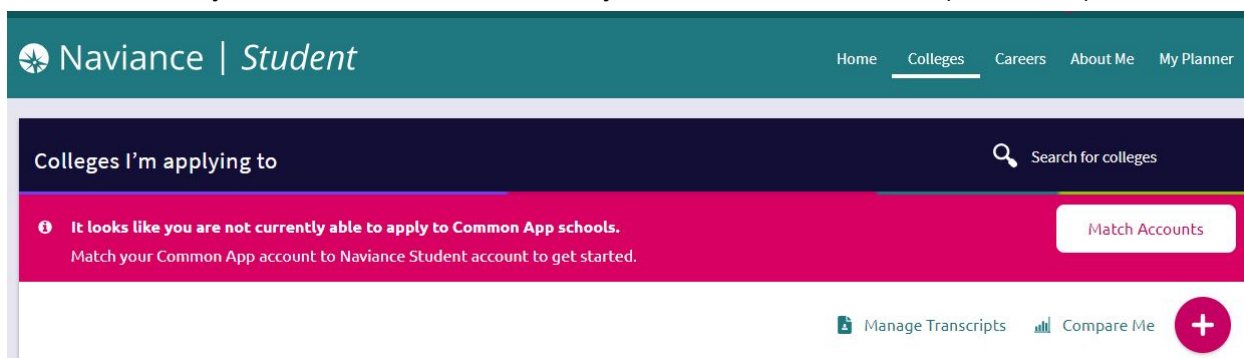 Naviance | Student
Home Colleges Careers About Me My Planner
Colleges I'm applying to
Search for colleges
It looks like you are not currently able to apply to Common App schools.
Match Accounts
Match your Common App account to Naviance Student account to get started.
Manage Transcripts Compare Me +